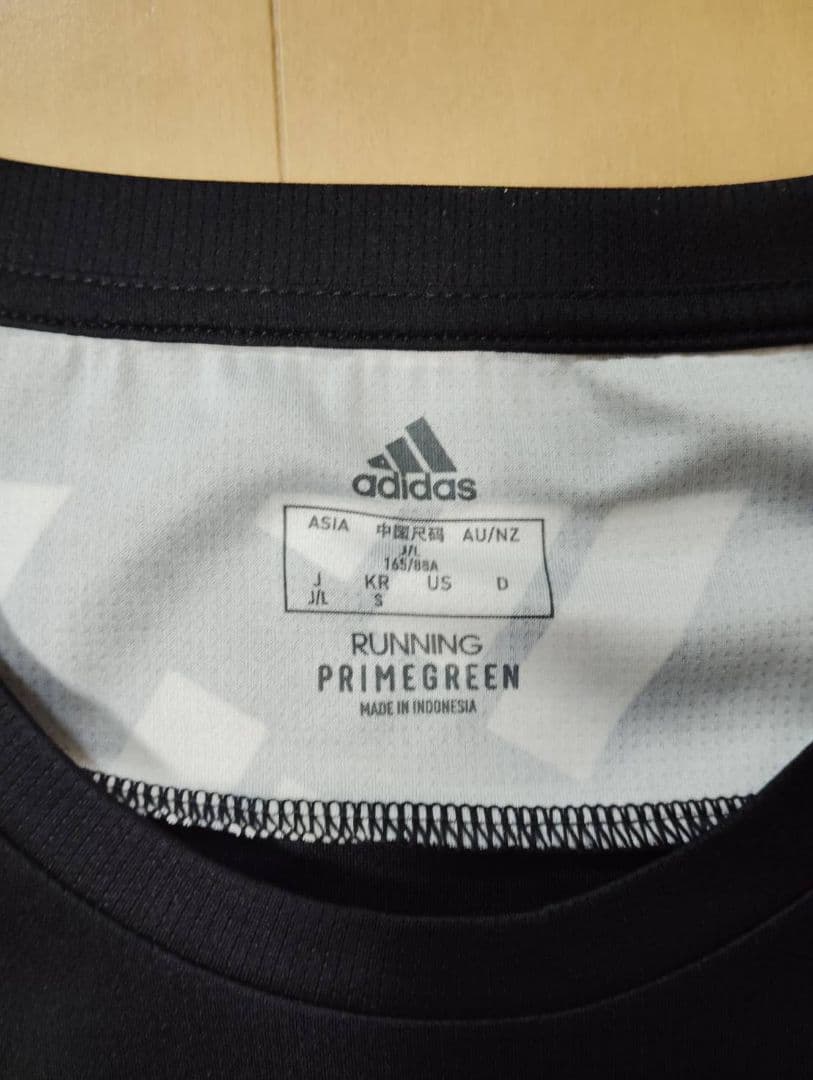 adidas
ASIA 中国尺码 AU/NZ
J/L
165/88A
J KR US D
J/L S
RUNNING
PRIMEGREEN
MADE IN INDONESIA